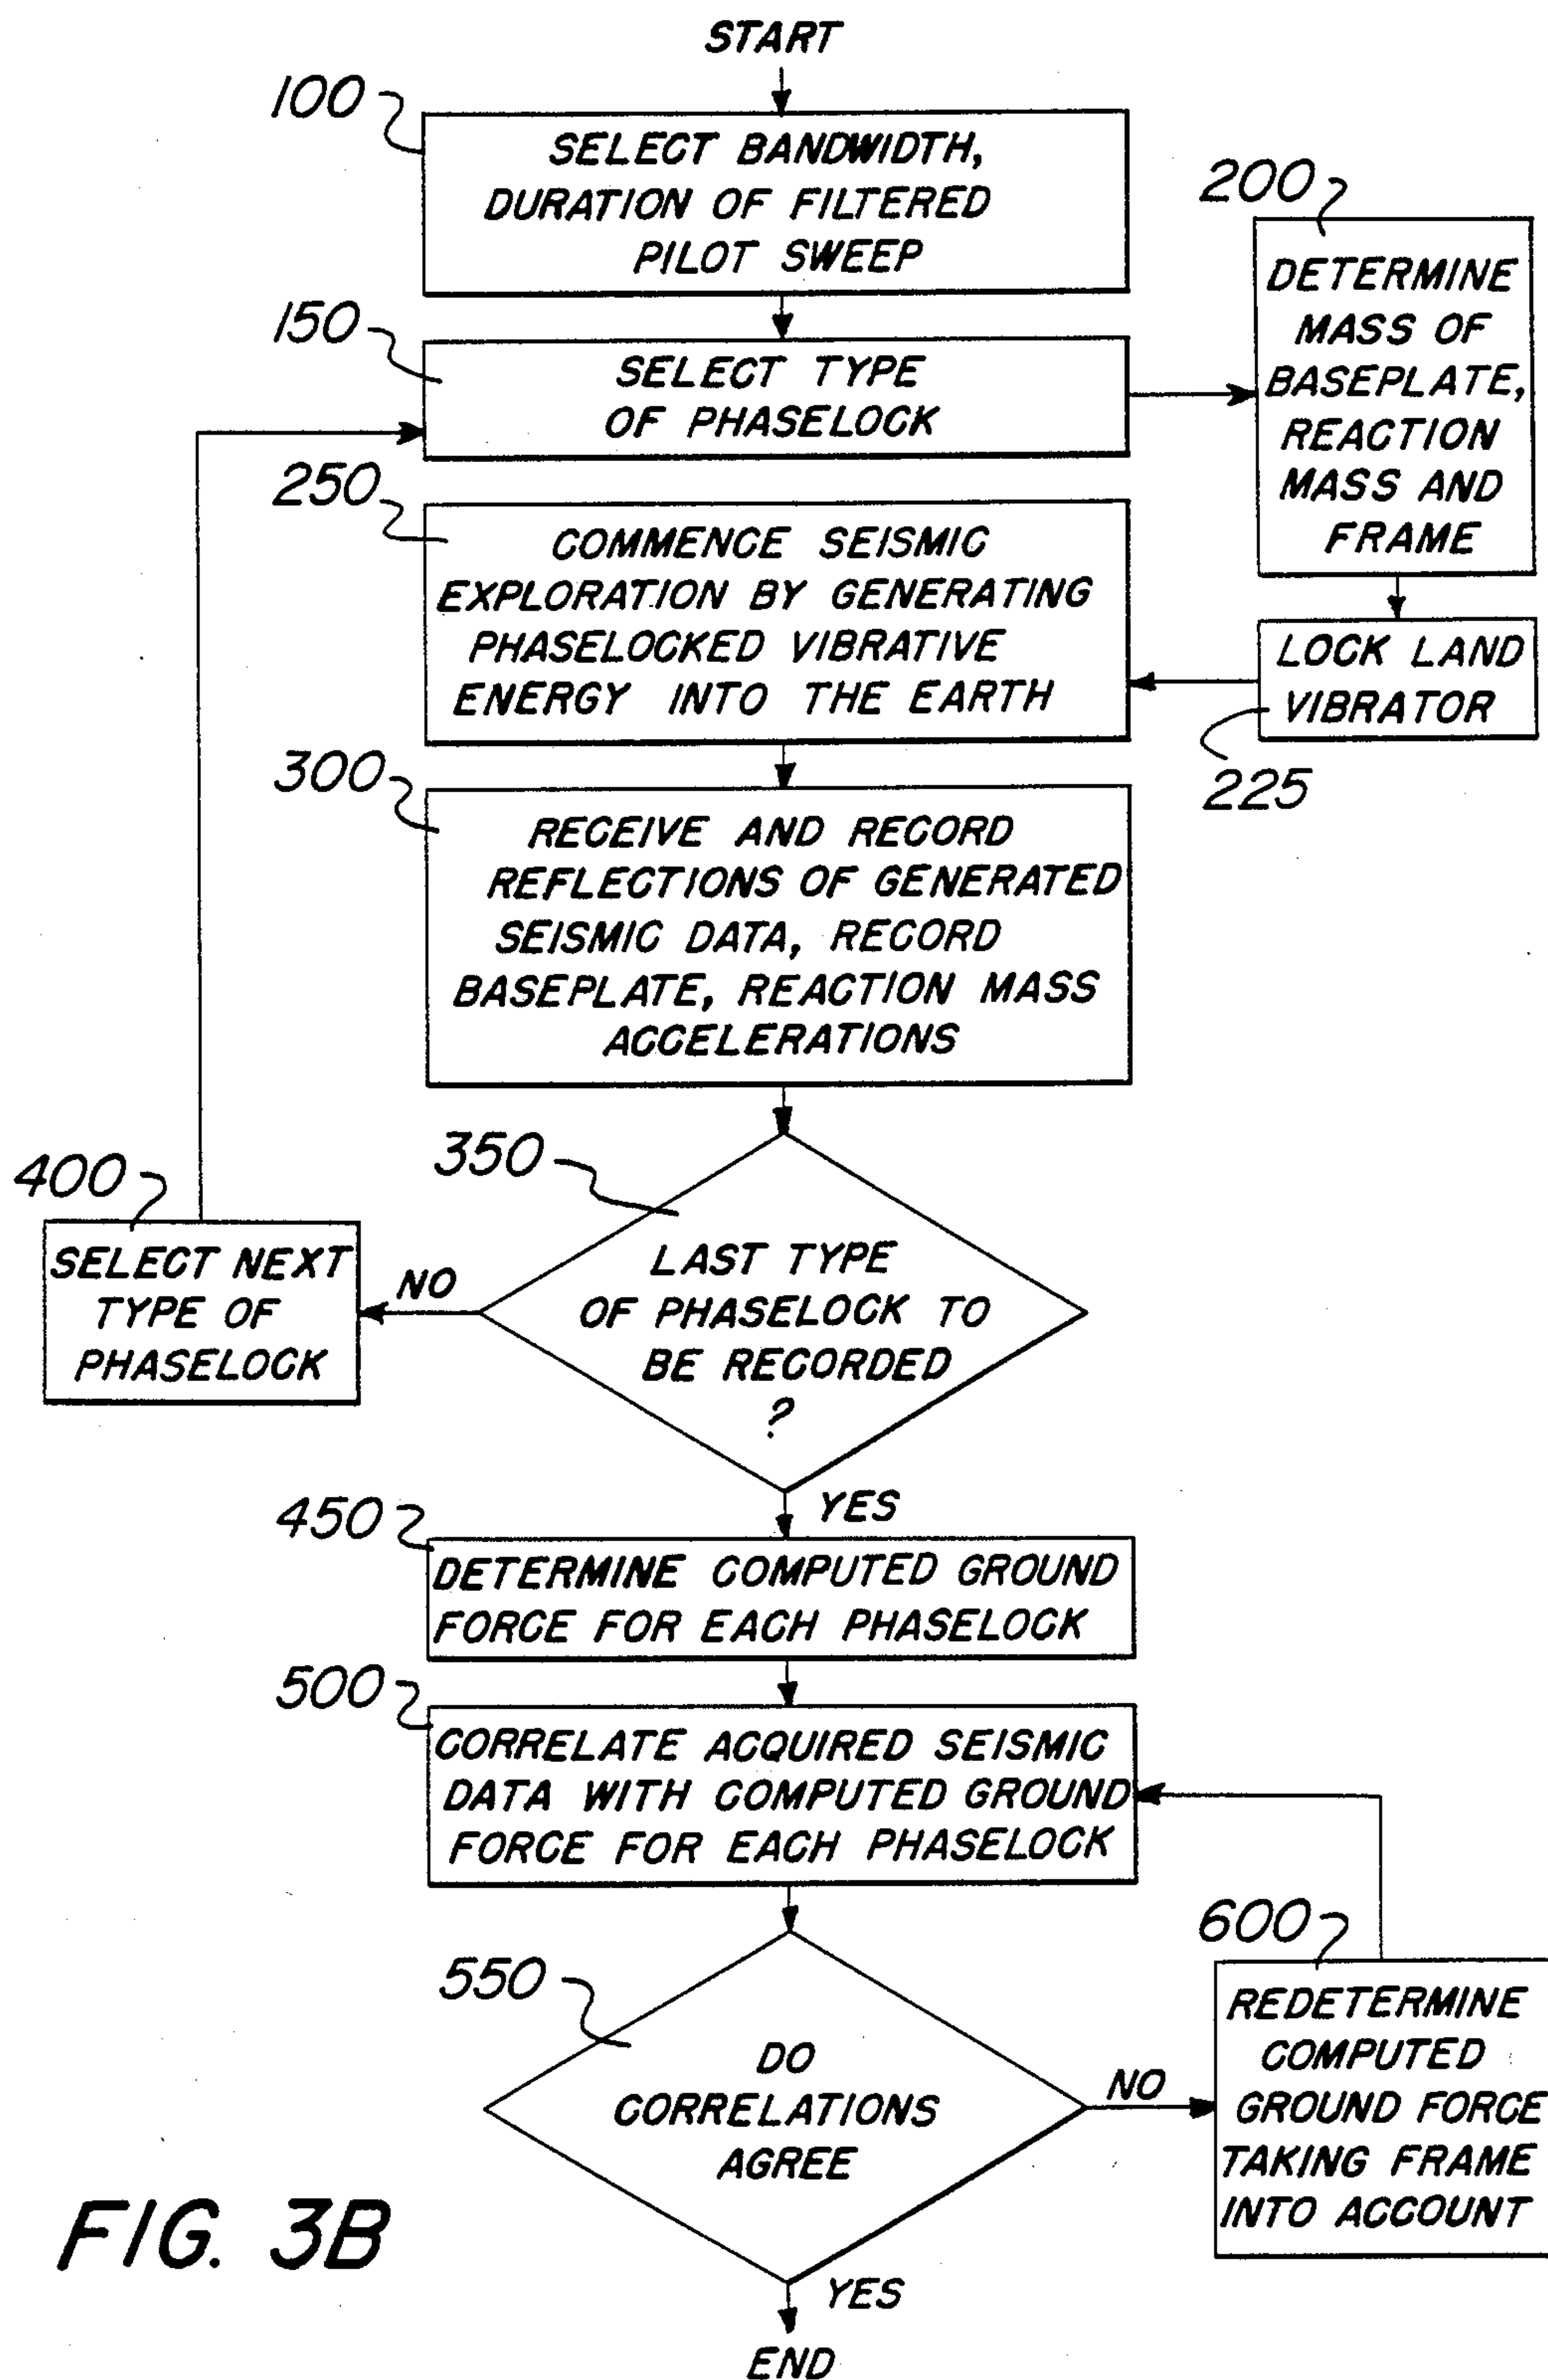 START
100
SELECT BANDWIDTH,
DURATION OF FILTERED
PILOT SWEEP
150
SELECT TYPE
OF PHASELOCK
200
DETERMINE
MASS OF
BASEPLATE,
REACTION
MASS AND
FRAME
LOCK LAND
VIBRATOR
225
250
COMMENCE SEISMIC
EXPLORATION BY GENERATING
PHASELOCKED VIBRATIVE
ENERGY INTO THE EARTH
300
RECEIVE AND RECORD
REFLECTIONS OF GENERATED
SEISMIC DATA, RECORD
BASEPLATE, REACTION MASS
ACCELERATIONS
350
LAST TYPE
OF PHASELOCK TO
BE RECORDED
?
NO
400
SELECT NEXT
TYPE OF
PHASELOCK
YES
450
DETERMINE COMPUTED GROUND
FORCE FOR EACH PHASELOCK
500
CORRELATE ACQUIRED SEISMIC
DATA WITH COMPUTED GROUND
FORCE FOR EACH PHASELOCK
550
DO
CORRELATIONS
AGREE
NO
600
REDETERMINE
COMPUTED
GROUND FORCE
TAKING FRAME
INTO ACCOUNT
YES
END
FIG. 3B